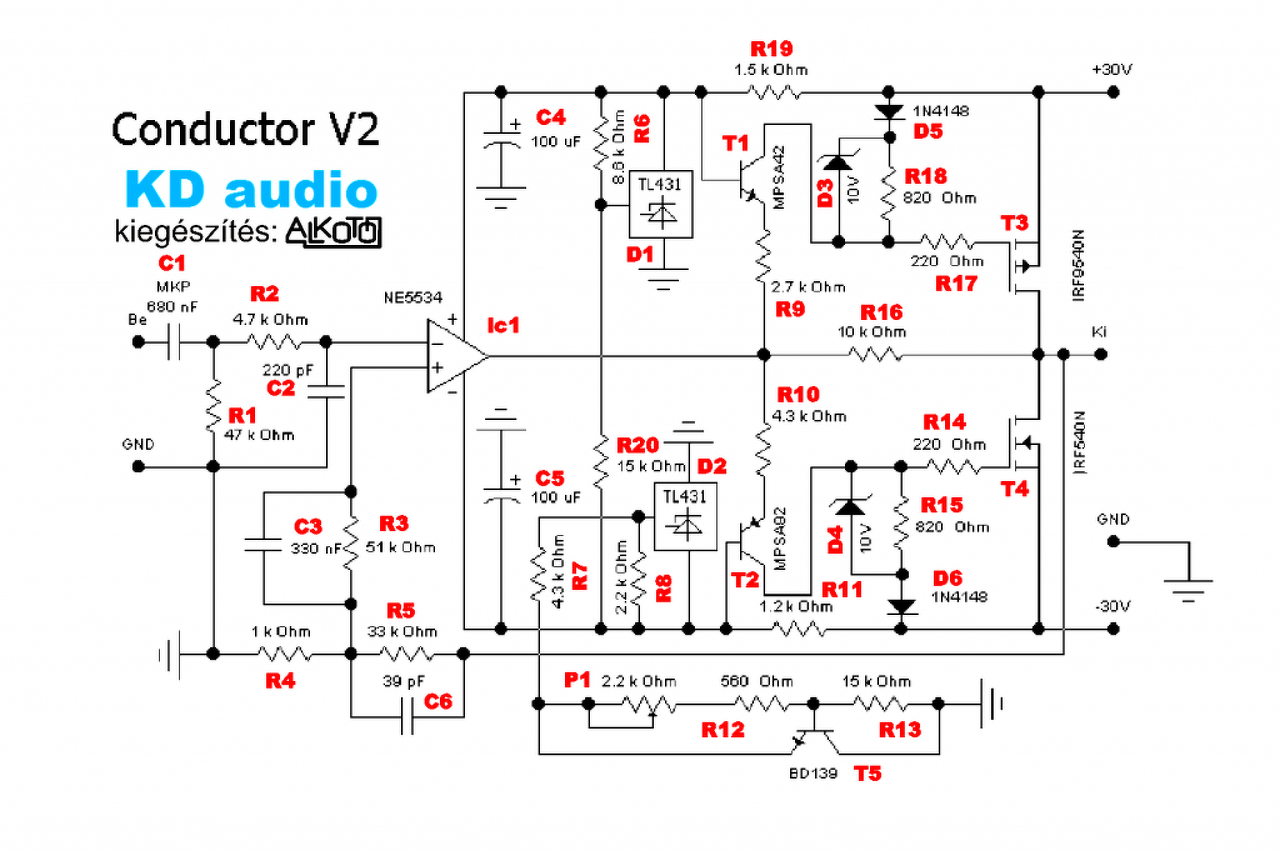 R19
1.5 k Ohm
+30V
Conductor V2
KD audio
kiegészítés: ALKOTÓ
C4
100 uF
8.6 k Ohm
R6
TL431
D1
T1
MPSA42
1N4148
D5
D3
10V
R18
820 Ohm
T3
220 Ohm
R17
IRF9540N
C1
MKP
680 nF
Be
R2
4.7 k Ohm
NE5534
+
−
+
−
Ic1
2.7 k Ohm
R9
R16
10 k Ohm
Ki
220 pF
C2
R1
47 k Ohm
GND
R10
4.3 k Ohm
R14
220 Ohm
IRF540N
T4
C5
+
100 uF
R20
15 k Ohm
D2
TL431
MPSA92
T2
D4
10V
R15
820 Ohm
GND
C3
330 nF
R3
51 k Ohm
4.3 k Ohm
R7
2.2 k Ohm
R8
R11
1.2 k Ohm
D6
1N4148
-30V
1 k Ohm
R4
R5
33 k Ohm
39 pF
C6
P1
2.2 k Ohm
560 Ohm
15 k Ohm
R12
R13
BD139
T5